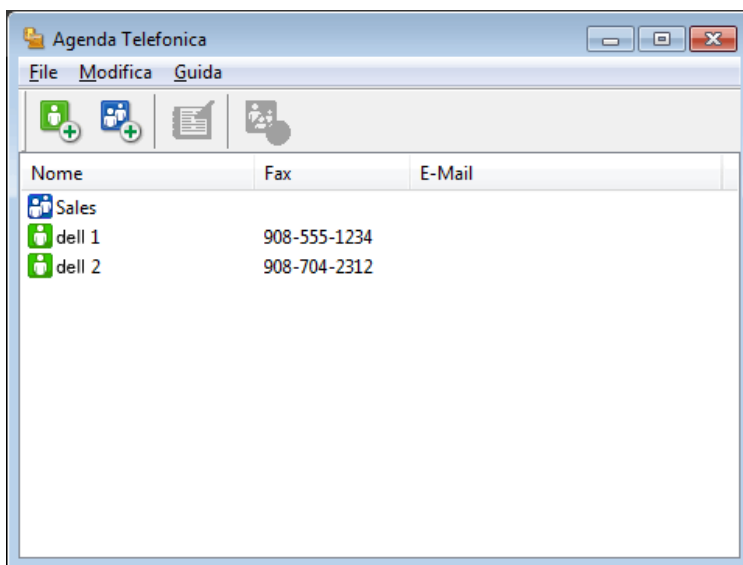 Agenda Telefonica
File Modifica Guida
Nome Fax E-Mail
Sales
dell 1 908-555-1234
dell 2 908-704-2312